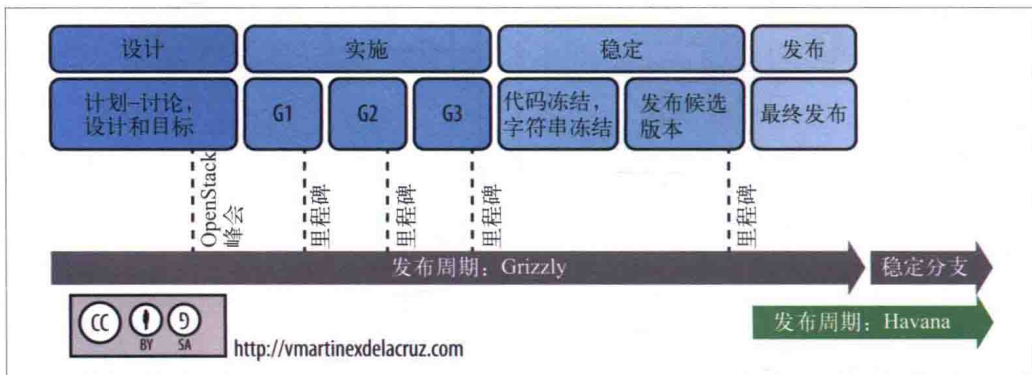 设计
实施
稳定
发布
计划–讨论，
设计和目标
G1
G2
G3
代码冻结，
字符串冻结
发布候选
版本
最终发布
OpenStack
峰会
里程碑
里程碑
里程碑
里程碑
发布周期：Grizzly
稳定分支
发布周期：Havana
CC
BY
SA
http://vmartinexdelacruz.com